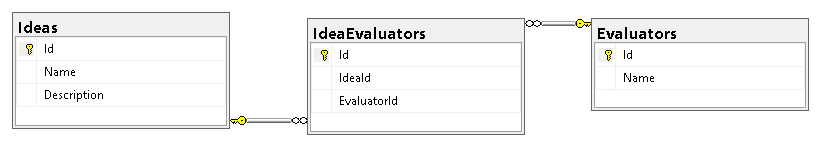 Ideas
Id
Name
Description
IdeaEvaluators
Id
IdeaId
EvaluatorId
Evaluators
Id
Name